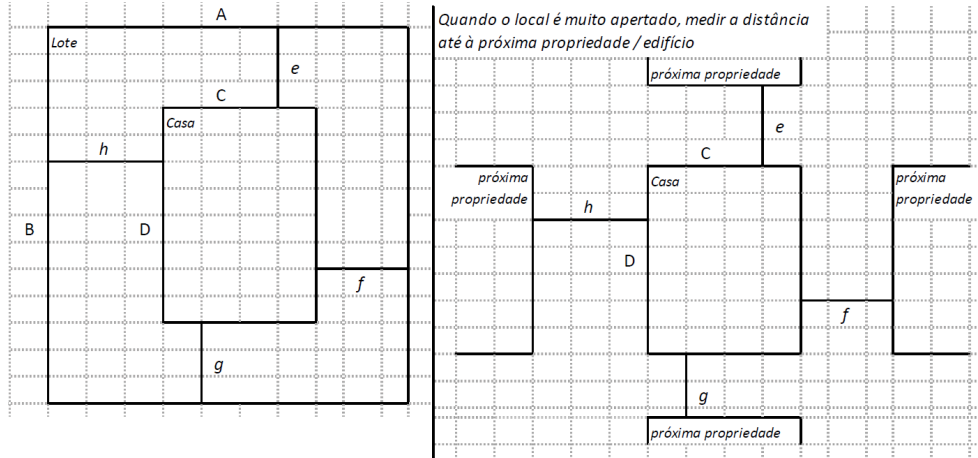 A
Lote
e
C
Casa
h
B
D
f
g
Quando o local é muito apertado, medir a distância
até à próxima propriedade / edifício
próxima propriedade
e
C
próxima
propriedade
Casa
próxima
propriedade
h
D
f
g
próxima propriedade